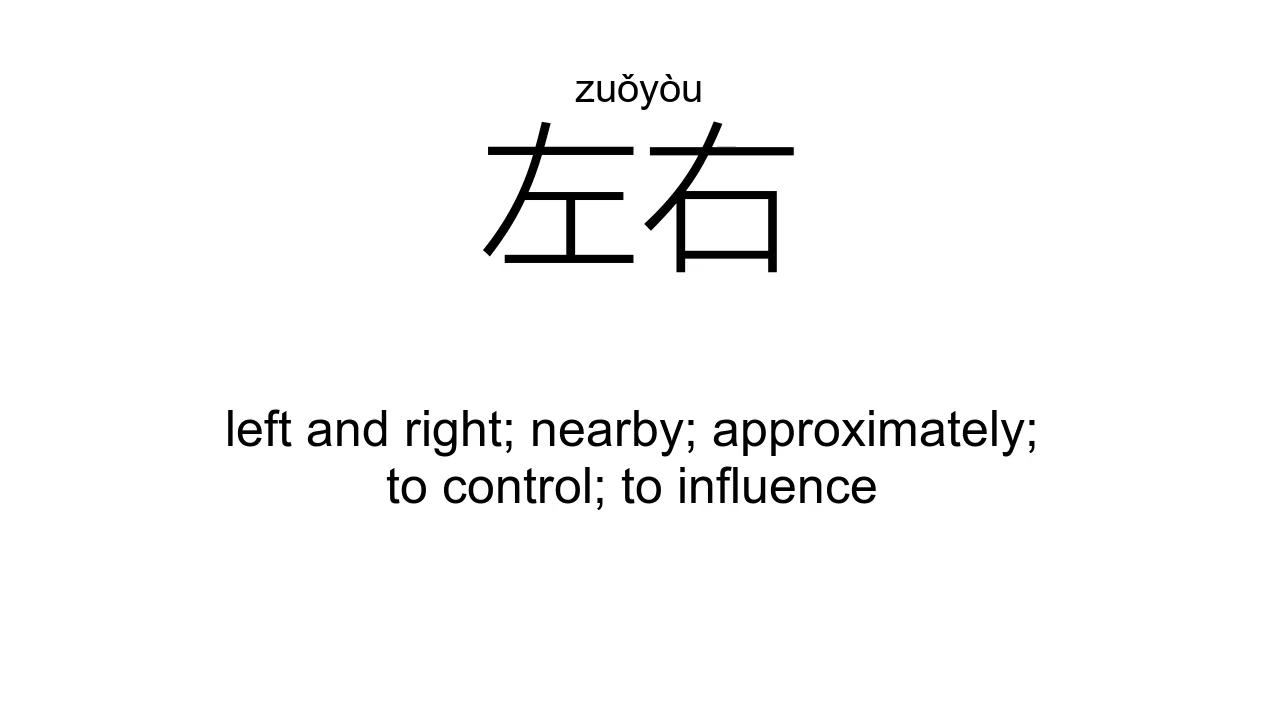 zuǒyòu
左右
left and right; nearby; approximately;
to control; to influence